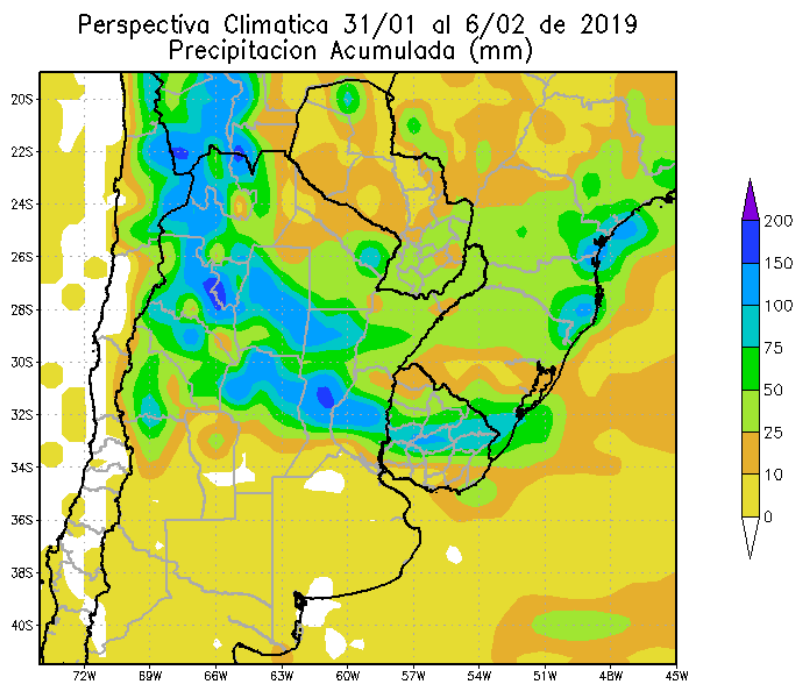 Perspectiva Climatica 31/01 al 6/02 de 2019
Precipitacion Acumulada (mm)
20S
22S
24S
26S
28S
30S
32S
34S
36S
38S
40S
72W 69W 66W 63W 60W 57W 54W 51W 48W 45W
200
150
100
75
50
25
10
0